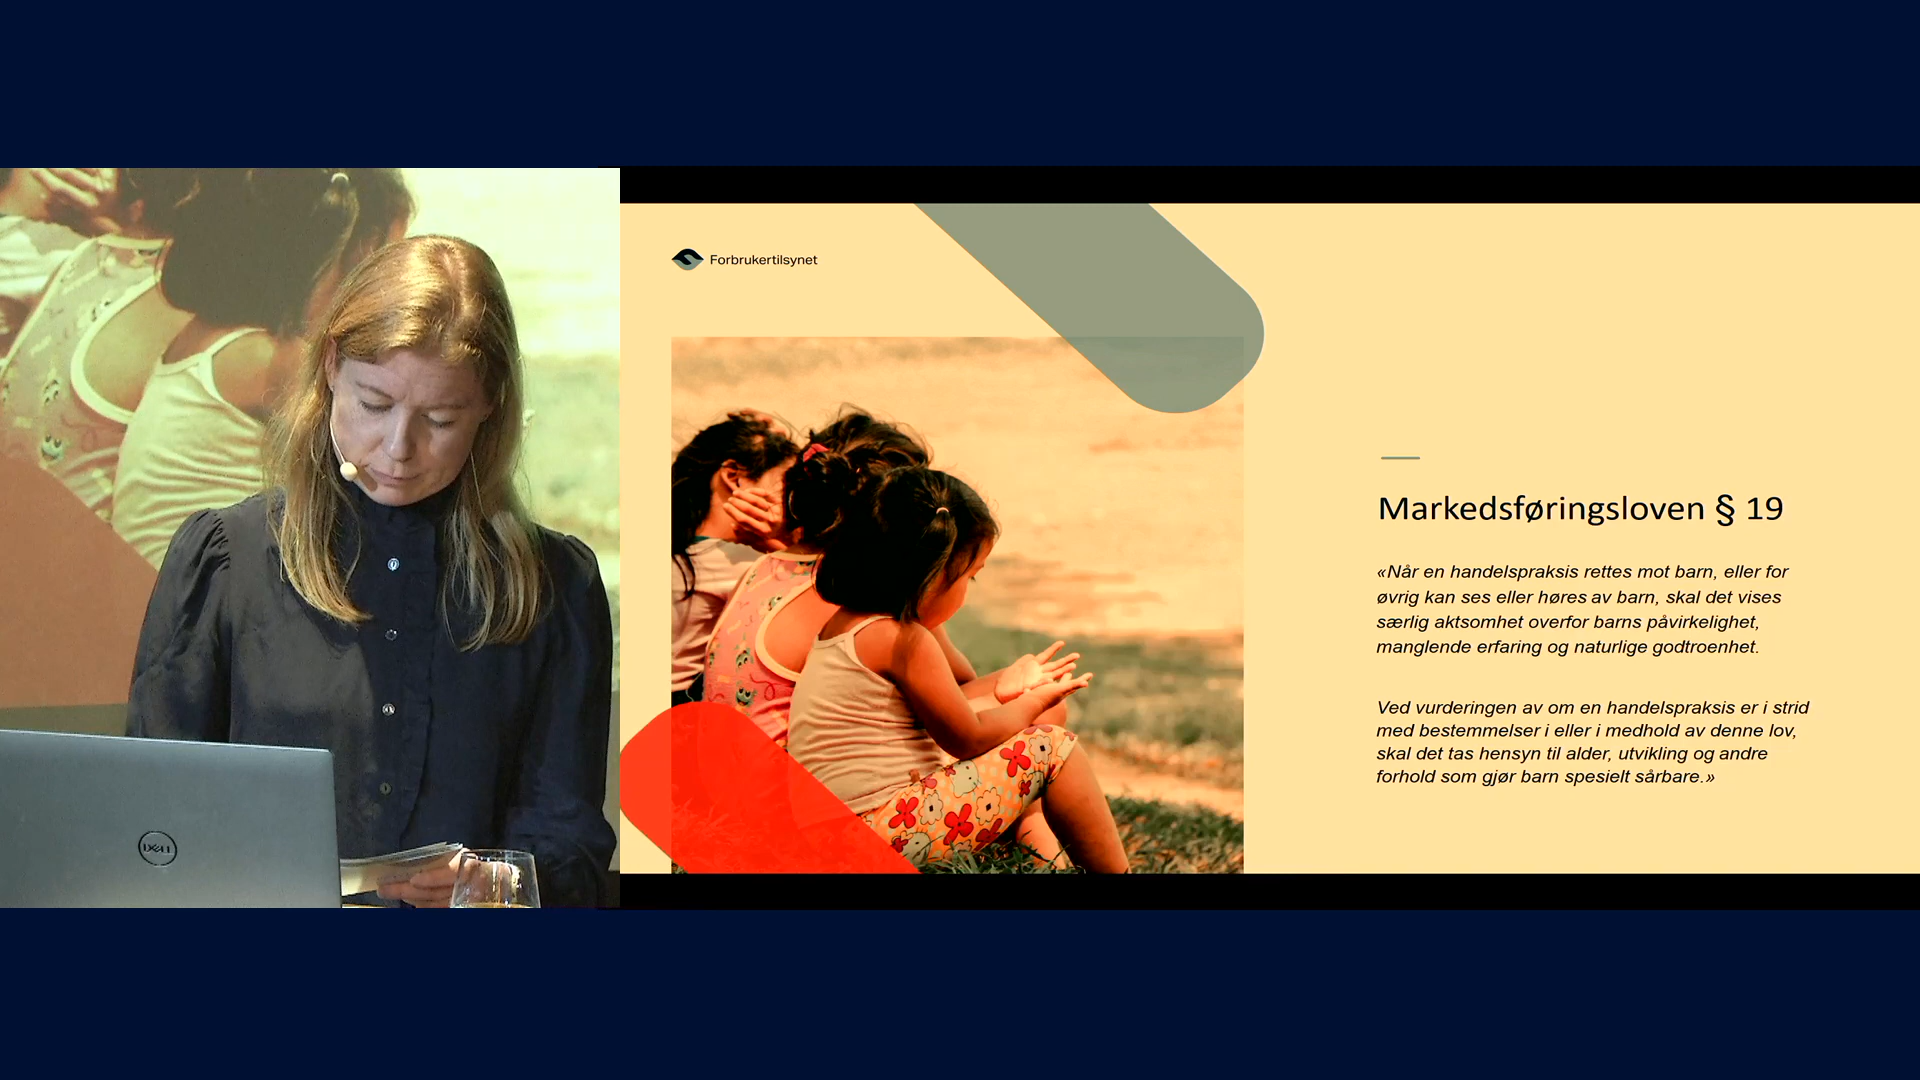 Forbrukertilsynet
Markedsføringsloven § 19
«Når en handelspraksis rettes mot barn, eller for
øvrig kan ses eller høres av barn, skal det vises
særlig aktsomhet overfor barns påvirkelighet,
manglende erfaring og naturlige godtroenhet.
Ved vurderingen av om en handelspraksis er i strid
med bestemmelser i eller i medhold av denne lov,
skal det tas hensyn til alder, utvikling og andre
forhold som gjør barn spesielt sårbare.»
DELL